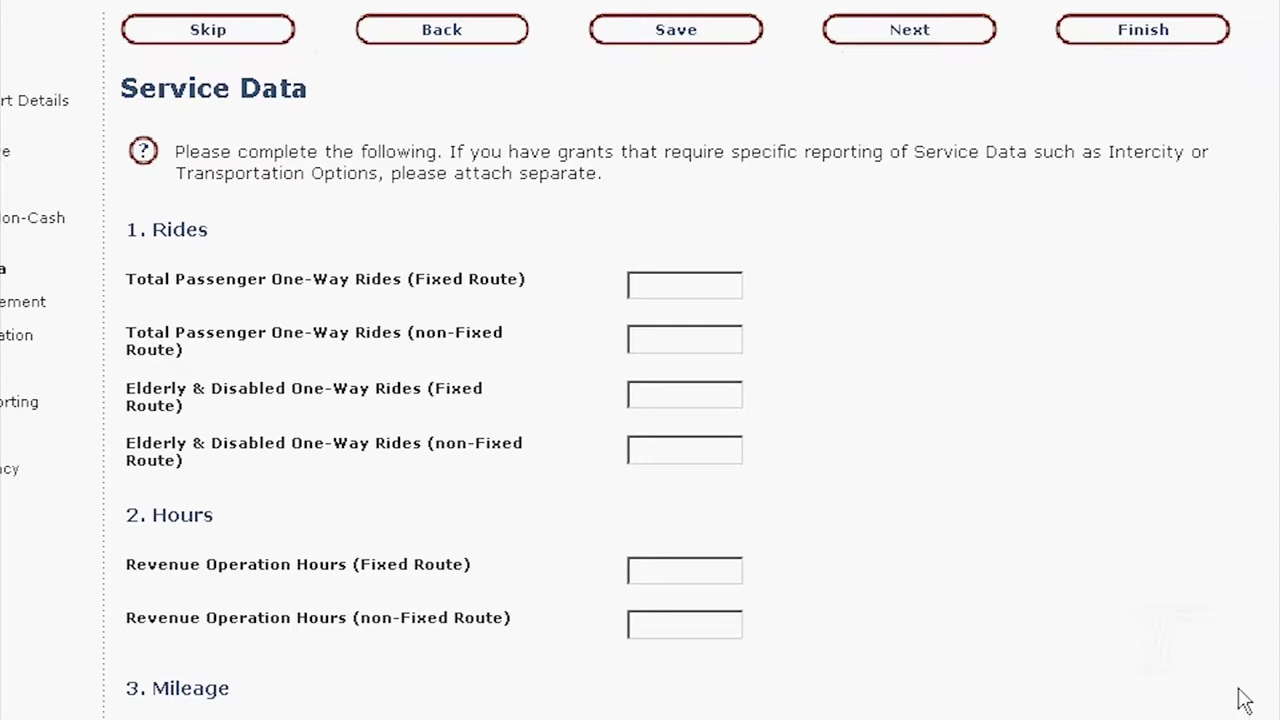 Skip
Back
Save
Next
Finish
Service Data
rt Details
?
Please complete the following. If you have grants that require specific reporting of Service Data such as Intercity or
Transportation Options, please attach separate.
e
on-Cash
1. Rides
a
Total Passenger One-Way Rides (Fixed Route)
ement
Total Passenger One-Way Rides (non-Fixed
Route)
ation
Elderly & Disabled One-Way Rides (Fixed
Route)
orting
Elderly & Disabled One-Way Rides (non-Fixed
Route)
cy
2. Hours
Revenue Operation Hours (Fixed Route)
Revenue Operation Hours (non-Fixed Route)
3. Mileage